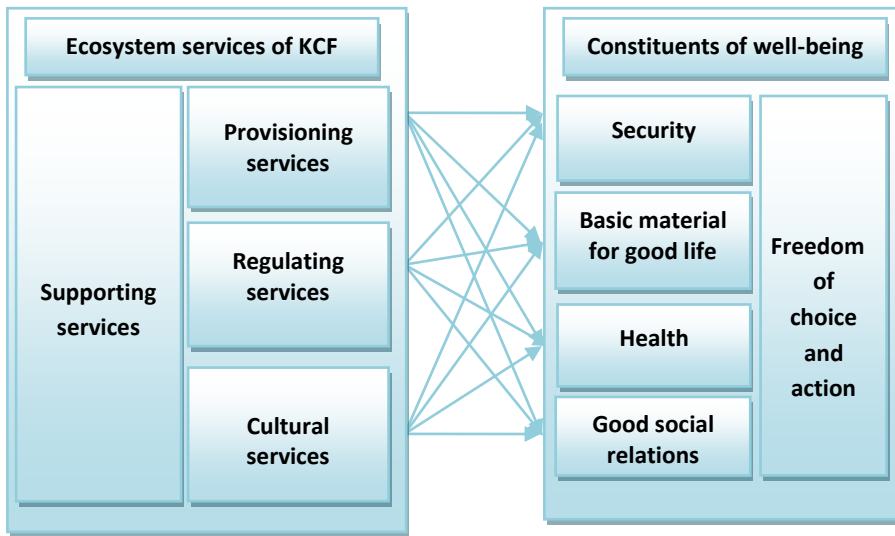 Ecosystem services of KCF
Supporting
services
Provisioning
services
Regulating
services
Cultural
services
Constituents of well-being
Security
Basic material
for good life
Health
Good social
relations
Freedom
of
choice
and
action